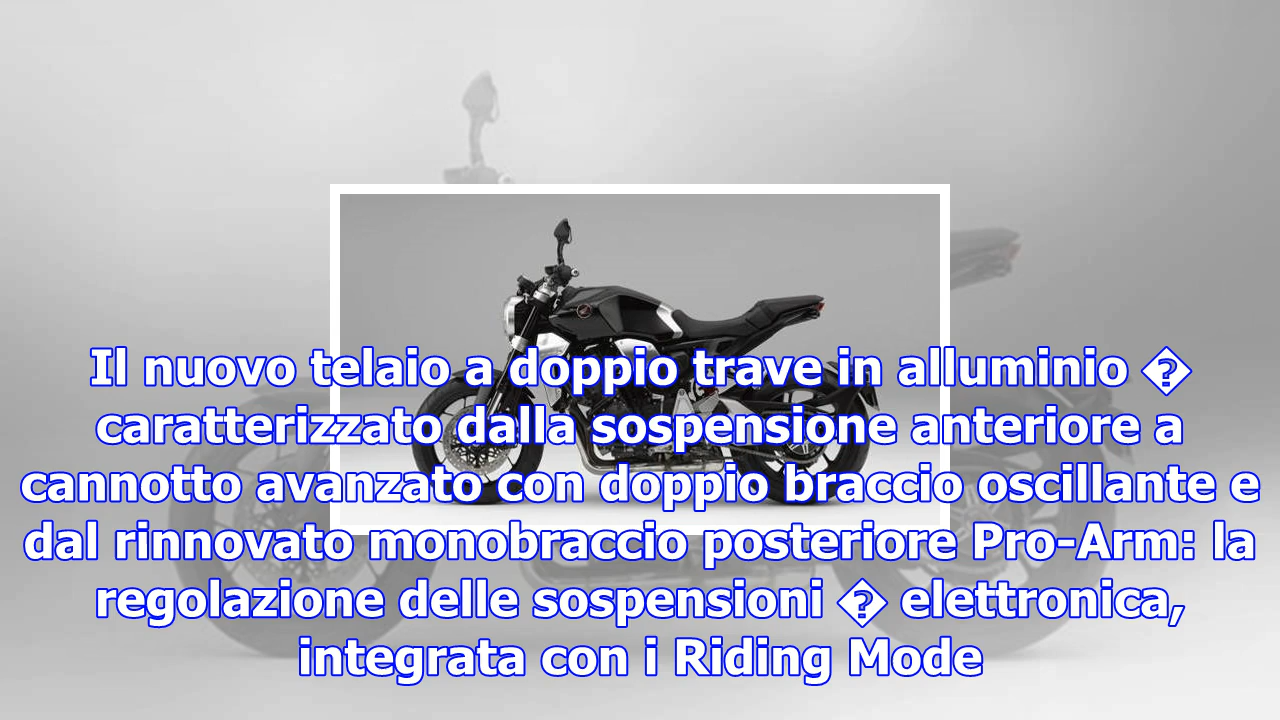 Il nuovo telaio a doppio trave in alluminio �
caratterizzato dalla sospensione anteriore a
cannotto avanzato con doppio braccio oscillante e
dal rinnovato monobraccio posteriore Pro-Arm: la
regolazione delle sospensioni � elettronica,
integrata con i Riding Mode